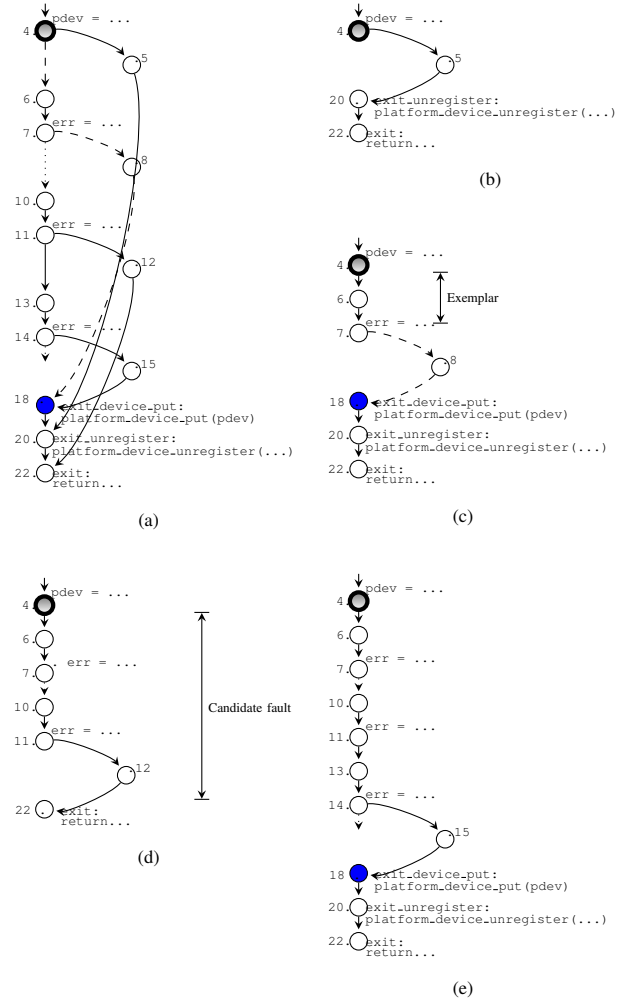 pdev = ...
4.
.5
6.
err = ...
7.
.8
10.
err = ...
11.
.12
13.
err = ...
14.
.15
18 .
exit_device_put:
platform_device_put(pdev)
20.
exit_unregister:
platform_device_unregister(...)
22.
exit:
return...
(a)
pdev = ...
4.
.5
20 .
exit_unregister:
platform_device_unregister(...)
22.
exit:
return...
(b)
pdev = ...
4.
6.
Exemplar
err = ...
7.
.8
18 .
exit_device_put:
platform_device_put(pdev)
20.
exit_unregister:
platform_device_unregister(...)
22.
exit:
return...
(c)
pdev = ...
4.
6.
. err = ...
7.
10.
Candidate fault
err = ...
11.
.12
22 .
exit:
return...
(d)
pdev = ...
4.
6.
err = ...
7.
10.
err = ...
11.
13.
err = ...
14.
.15
18 .
exit_device_put:
platform_device_put(pdev)
20.
exit_unregister:
platform_device_unregister(...)
22.
exit:
return...
(e)